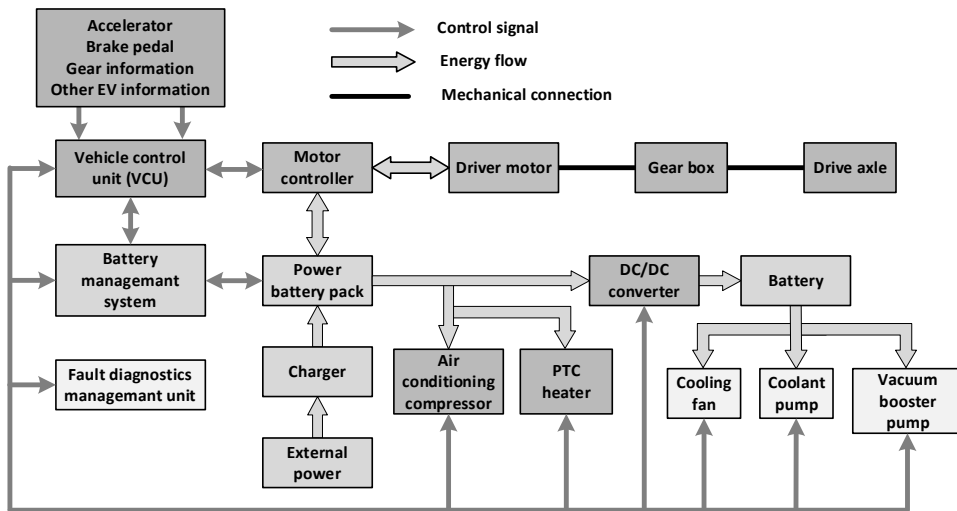 Accelerator
Brake pedal
Gear information
Other EV information
Control signal
Energy flow
Mechanical connection
Vehicle control
unit (VCU)
Motor
controller
Driver motor
Gear box
Drive axle
Battery
management
system
Power
battery pack
DC/DC
converter
Battery
Fault diagnostics
management unit
Charger
Air
conditioning
compressor
PTC
heater
Cooling
fan
Coolant
pump
Vacuum
booster
pump
External
power